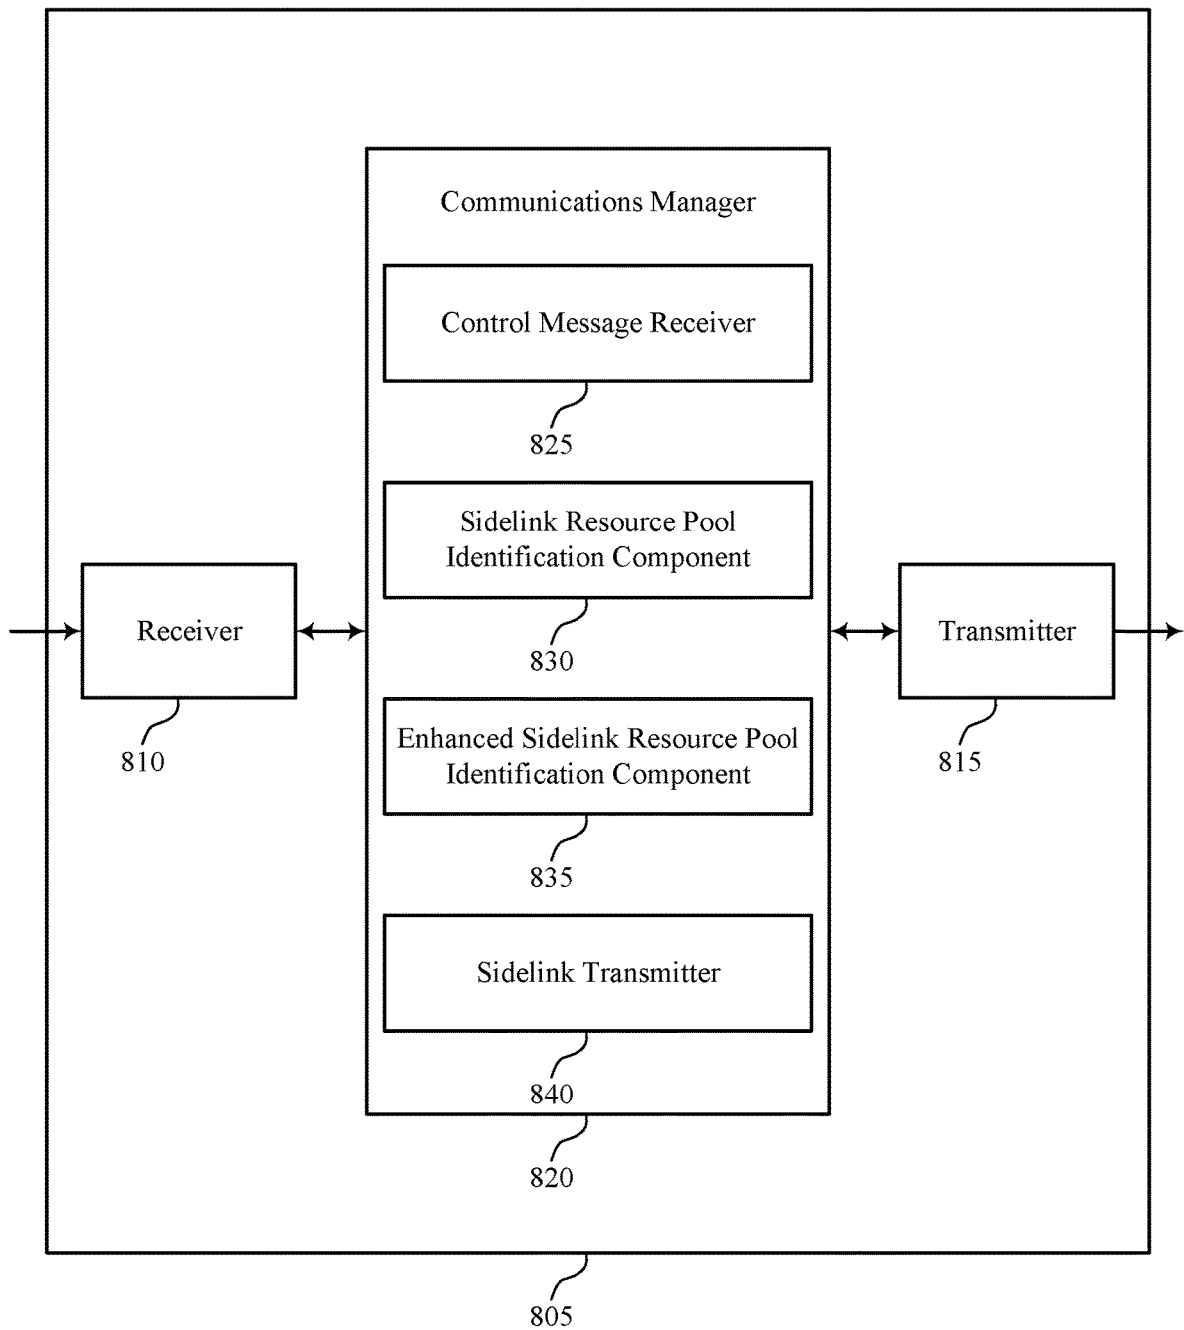 Communications Manager
Control Message Receiver
825
Sidelink Resource Pool
Identification Component
830
Receiver
810
Transmitter
815
Enhanced Sidelink Resource Pool
Identification Component
835
Sidelink Transmitter
840
820
805